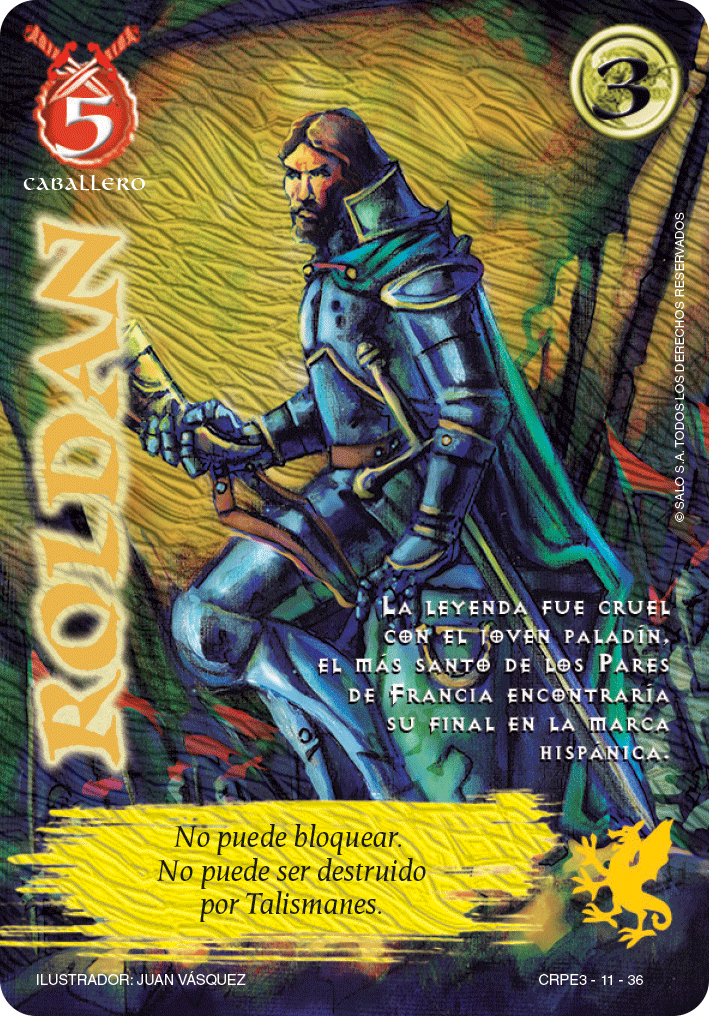 5
3
CABALLERO
ROLDAN
© SALO S.A. TODOS LOS DERECHOS RESERVADOS
La leyenda fue cruel
con el joven paladín,
el más santo de los Pares
de Francia encontraría
su final en la marca
hispánica.
No puede bloquear.
No puede ser destruido
por Talismanes.
ILUSTRADOR: JUAN VÁSQUEZ
CRPE3 - 11 - 36